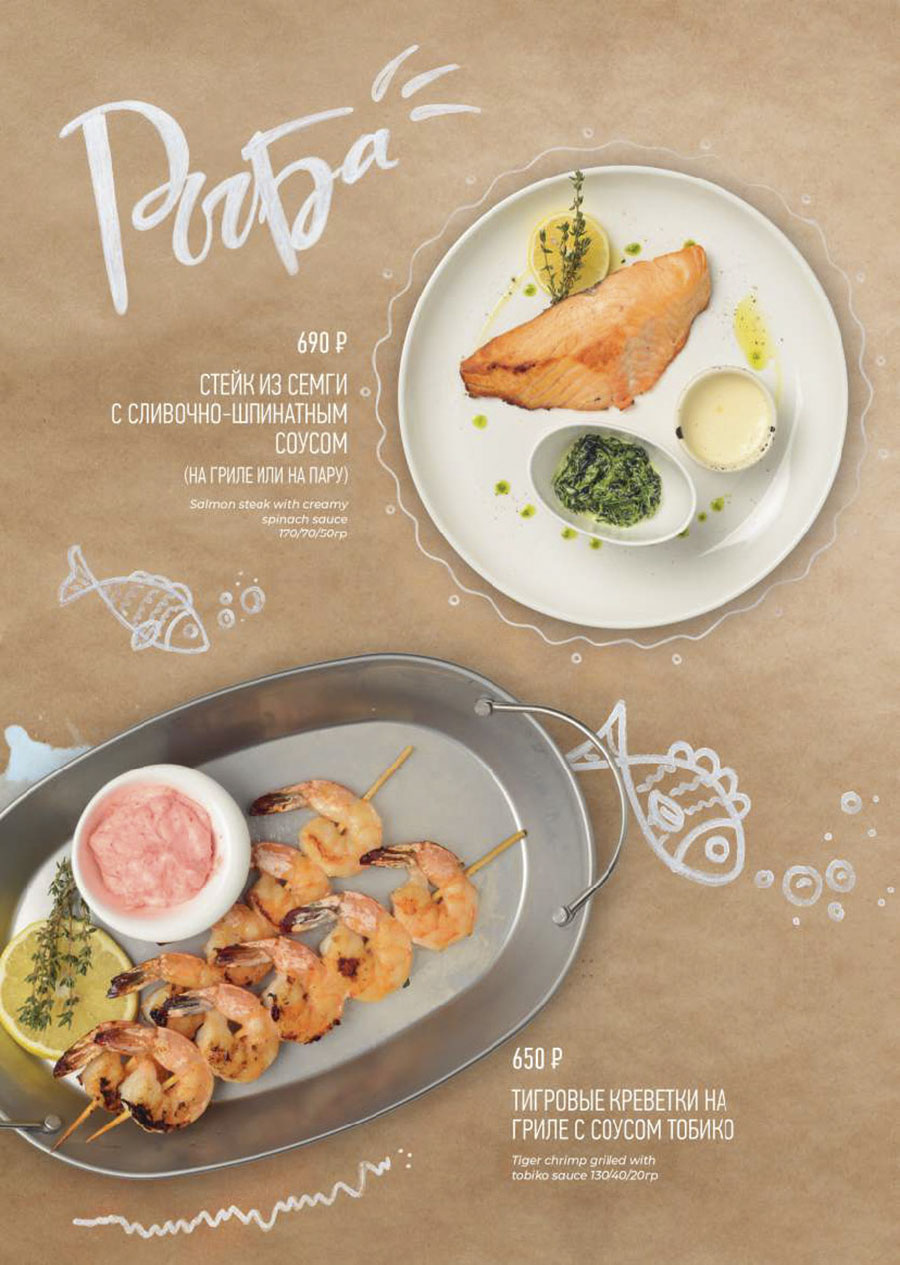 Рыба
690 ₽
СТЕЙК ИЗ СЕМГИ
С СЛИВОЧНО-ШПИНАТНЫМ
СОУСОМ
(НА ГРИЛЕ ИЛИ НА ПАРУ)
Salmon steak with creamy
spinach sauce
170/70/50гр
650 ₽
ТИГРОВЫЕ КРЕВЕТКИ НА
ГРИЛЕ С СОУСОМ ТОБИКО
Tiger chrimp grilled with
tobiko sauce 130/40/20гр